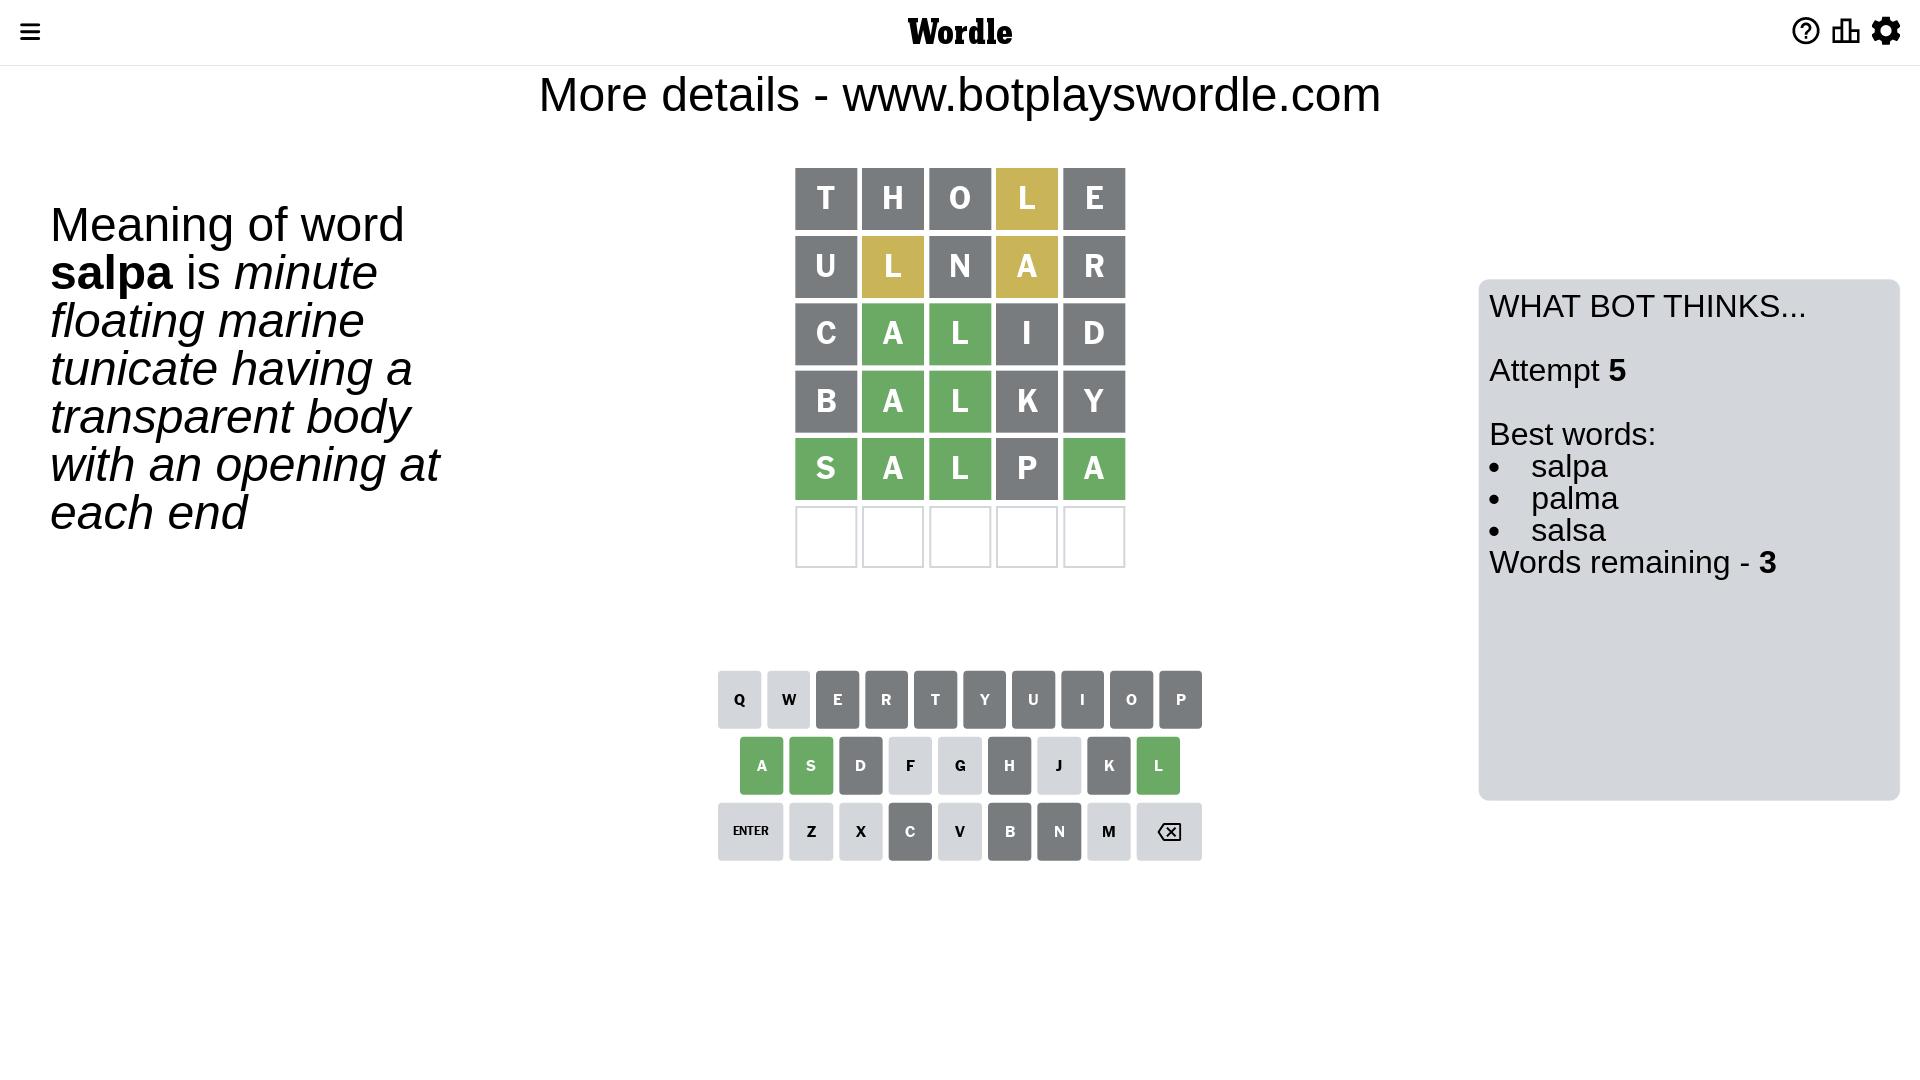 Wordle
More details - www.botplayswordle.com
Meaning of word
salpa is minute
floating marine
tunicate having a
transparent body
with an opening at
each end
T H O L E
U L N A R
C A L I D
B A L K Y
S A L P A
WHAT BOT THINKS...
Attempt 5
Best words:
• salpa
• palma
• salsa
Words remaining - 3
Q W E R T Y U I O P
A S D F G H J K L
ENTER Z X C V B N M